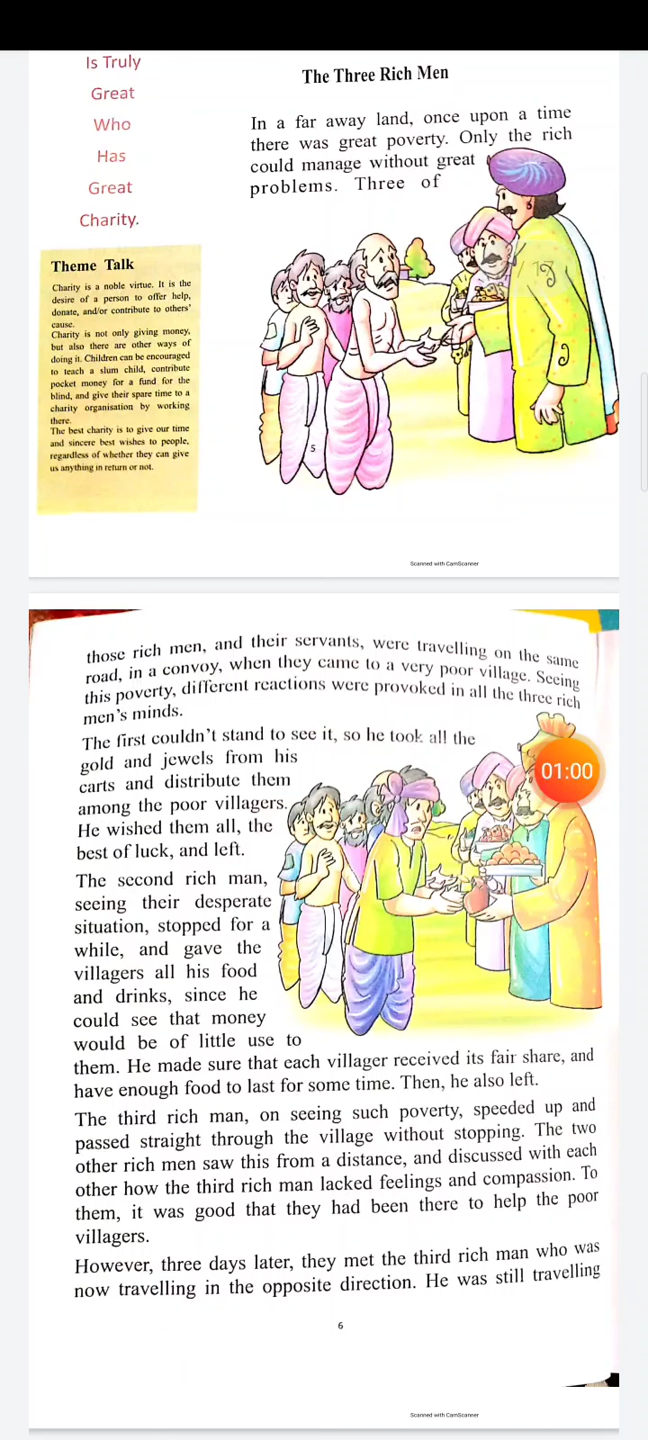 Is Truly
Great
Who
Has
Great
Charity.
Theme Talk
Charity is a noble virtue. It is the
desire of a person to offer help,
donate, and/or contribute to others'
cause.
Charity is not only giving money,
but also there are other ways of
doing it. Children can be encouraged
to teach a slum child, contribute
pocket money for a fund for the
blind, and give their spare time to a
charity organisation by working
there.
The best charity is to give our time
and sincere best wishes to people,
regardless of whether they can give
us anything in return or not.
The Three Rich Men
In a far away land, once upon a time
there was great poverty. Only the rich
could manage without great
problems. Three of
5
Scanned with CamScanner
those rich men, and their servants, were travelling on the same
road, in a convoy, when they came to a very poor village. Seeing
this poverty, different reactions were provoked in all the three rich
men's minds.
The first couldn't stand to see it, so he took all the
gold and jewels from his
carts and distribute them
among the poor villagers.
He wished them all, the
best of luck, and left.
01:00
The second rich man,
seeing their desperate
situation, stopped for a
while, and gave the
villagers all his food
and drinks, since he
could see that money
would be of little use to
them. He made sure that each villager received its fair share, and
have enough food to last for some time. Then, he also left.
The third rich man, on seeing such poverty, speeded up and
passed straight through the village without stopping. The two
other rich men saw this from a distance, and discussed with each
other how the third rich man lacked feelings and compassion. To
them, it was good that they had been there to help the poor
villagers.
However, three days later, they met the third rich man who was
now travelling in the opposite direction. He was still travelling
6
Scanned with CamScanner